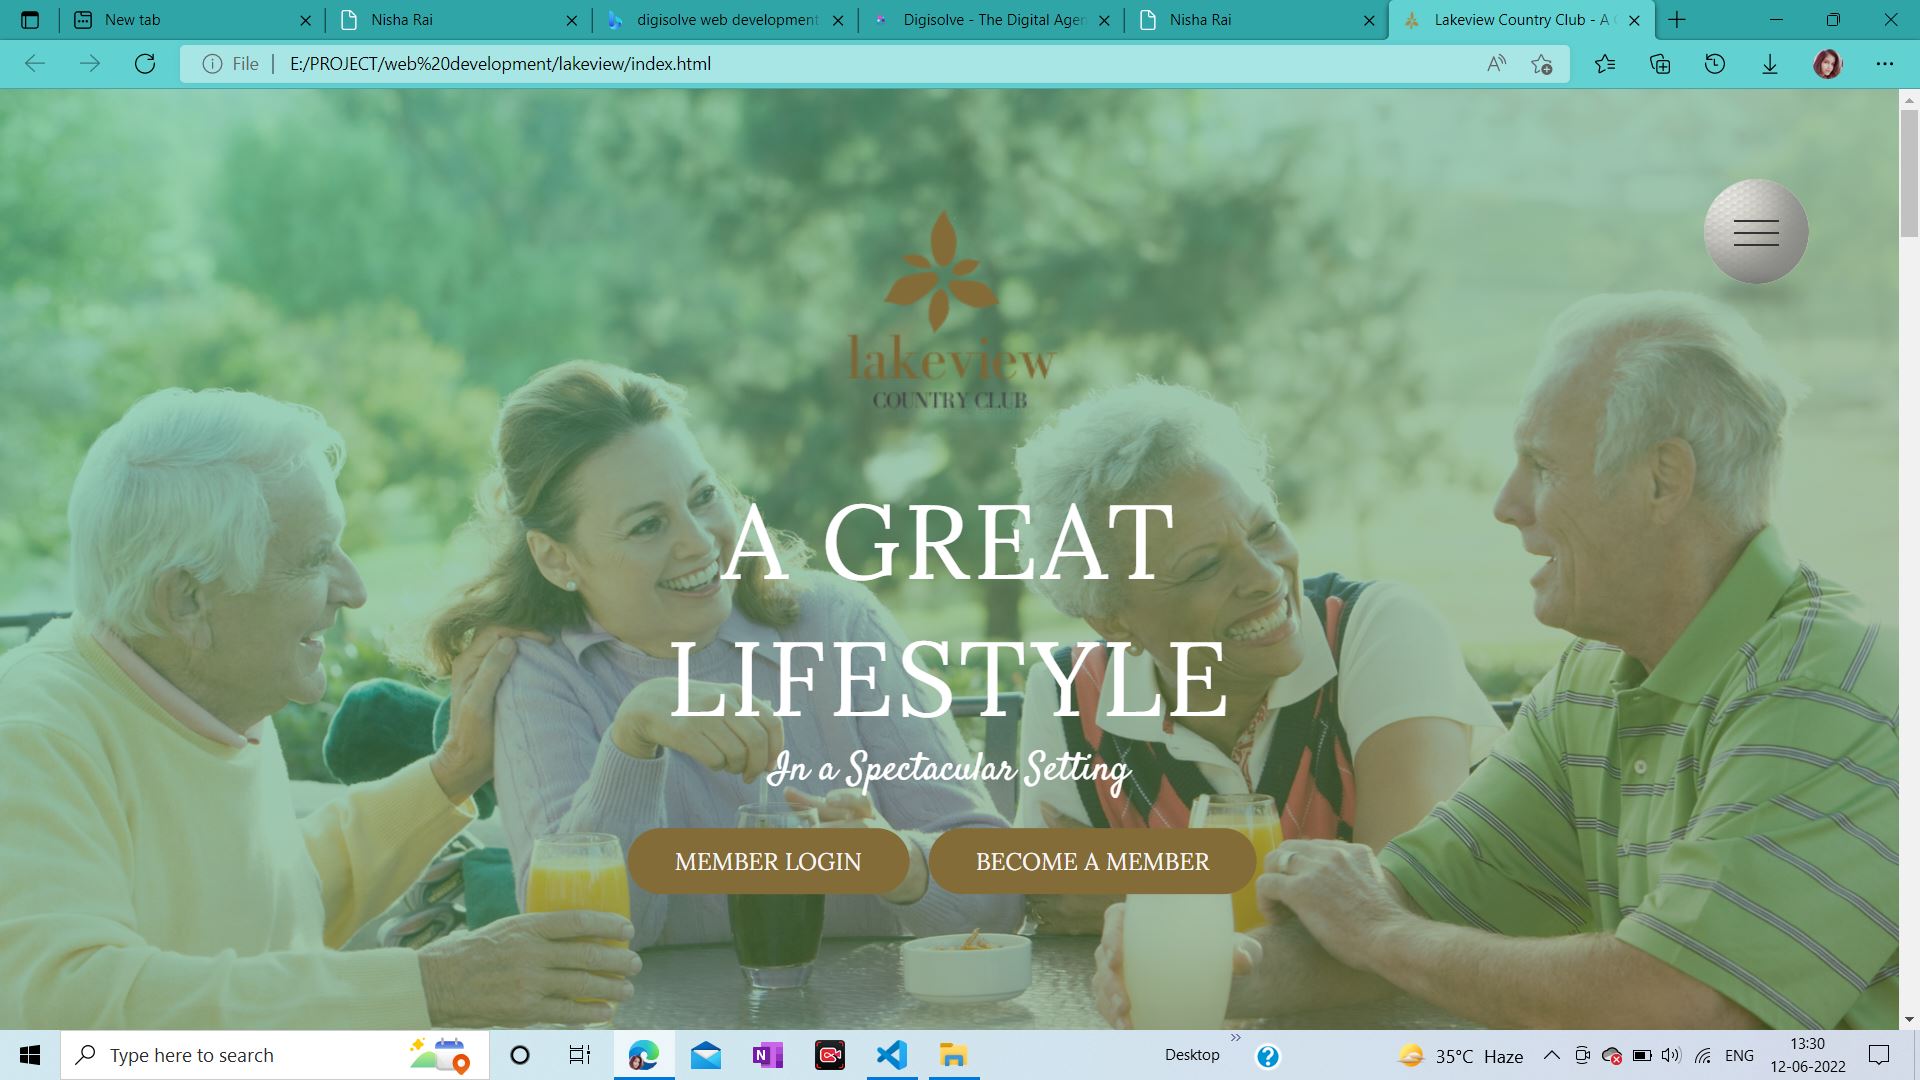 New tab
Nisha Rai
digisolve web development
Digisolve - The Digital Agen
Nisha Rai
Lakeview Country Club - A
File
E:/PROJECT/web%20development/lakeview/index.html
lakeview
COUNTRY CLUB
A GREAT
LIFESTYLE
In a Spectacular Setting
MEMBER LOGIN
BECOME A MEMBER
Type here to search
Desktop
35°C Haze
ENG
13:30
12-06-2022